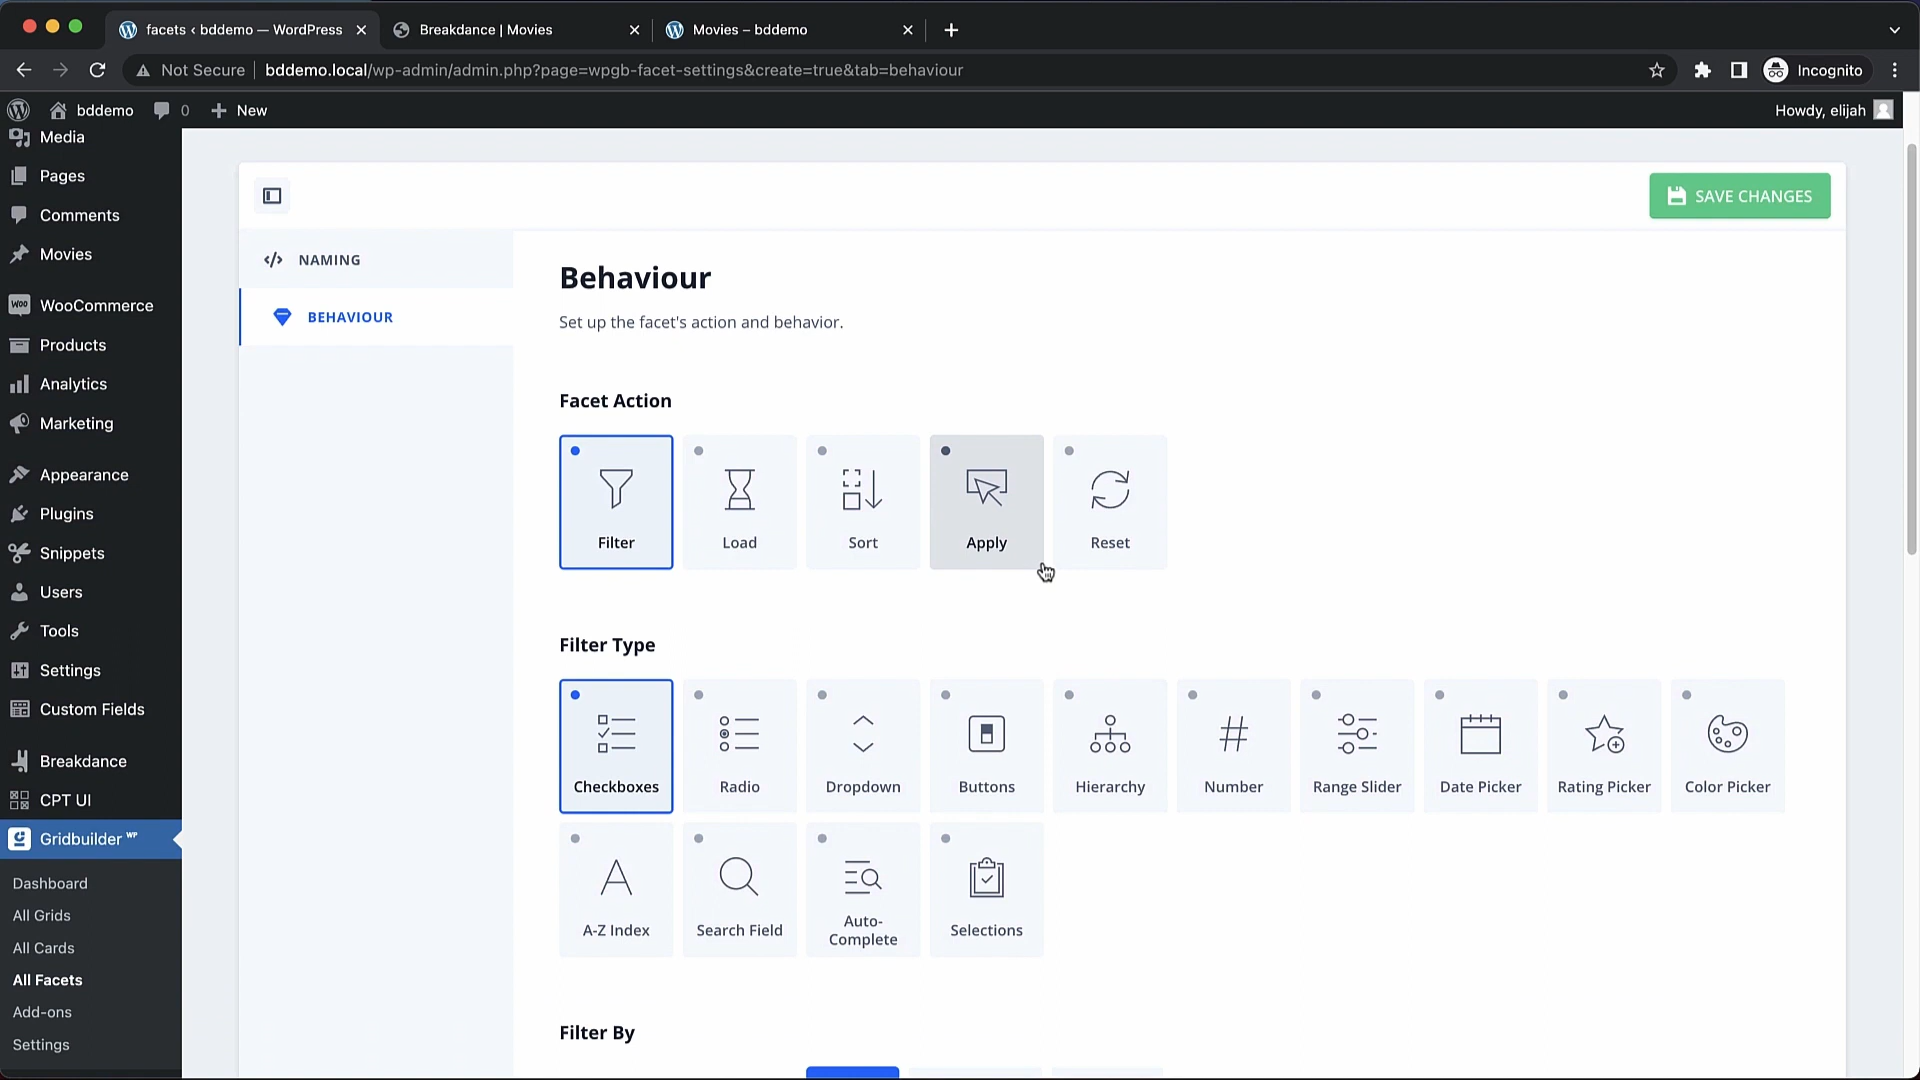 facets ‹ bddemo — WordPress
Breakdance | Movies
Movies – bddemo
Not Secure
bddemo.local/wp-admin/admin.php?page=wpgb-facet-settings&create=true&tab=behaviour
Incognito
bddemo
0
New
Howdy, elijah
Media
Pages
Comments
Movies
WooCommerce
Products
Analytics
Marketing
Appearance
Plugins
Snippets
Users
Tools
Settings
Custom Fields
Breakdance
CPT UI
Gridbuilder ᵂᴾ
Dashboard
All Grids
All Cards
All Facets
Add-ons
Settings
SAVE CHANGES
NAMING
BEHAVIOUR
Behaviour
Set up the facet's action and behavior.
Facet Action
Filter
Load
Sort
Apply
Reset
Filter Type
Checkboxes
Radio
Dropdown
Buttons
Hierarchy
Number
Range Slider
Date Picker
Rating Picker
Color Picker
A-Z Index
Search Field
Auto-
Complete
Selections
Filter By